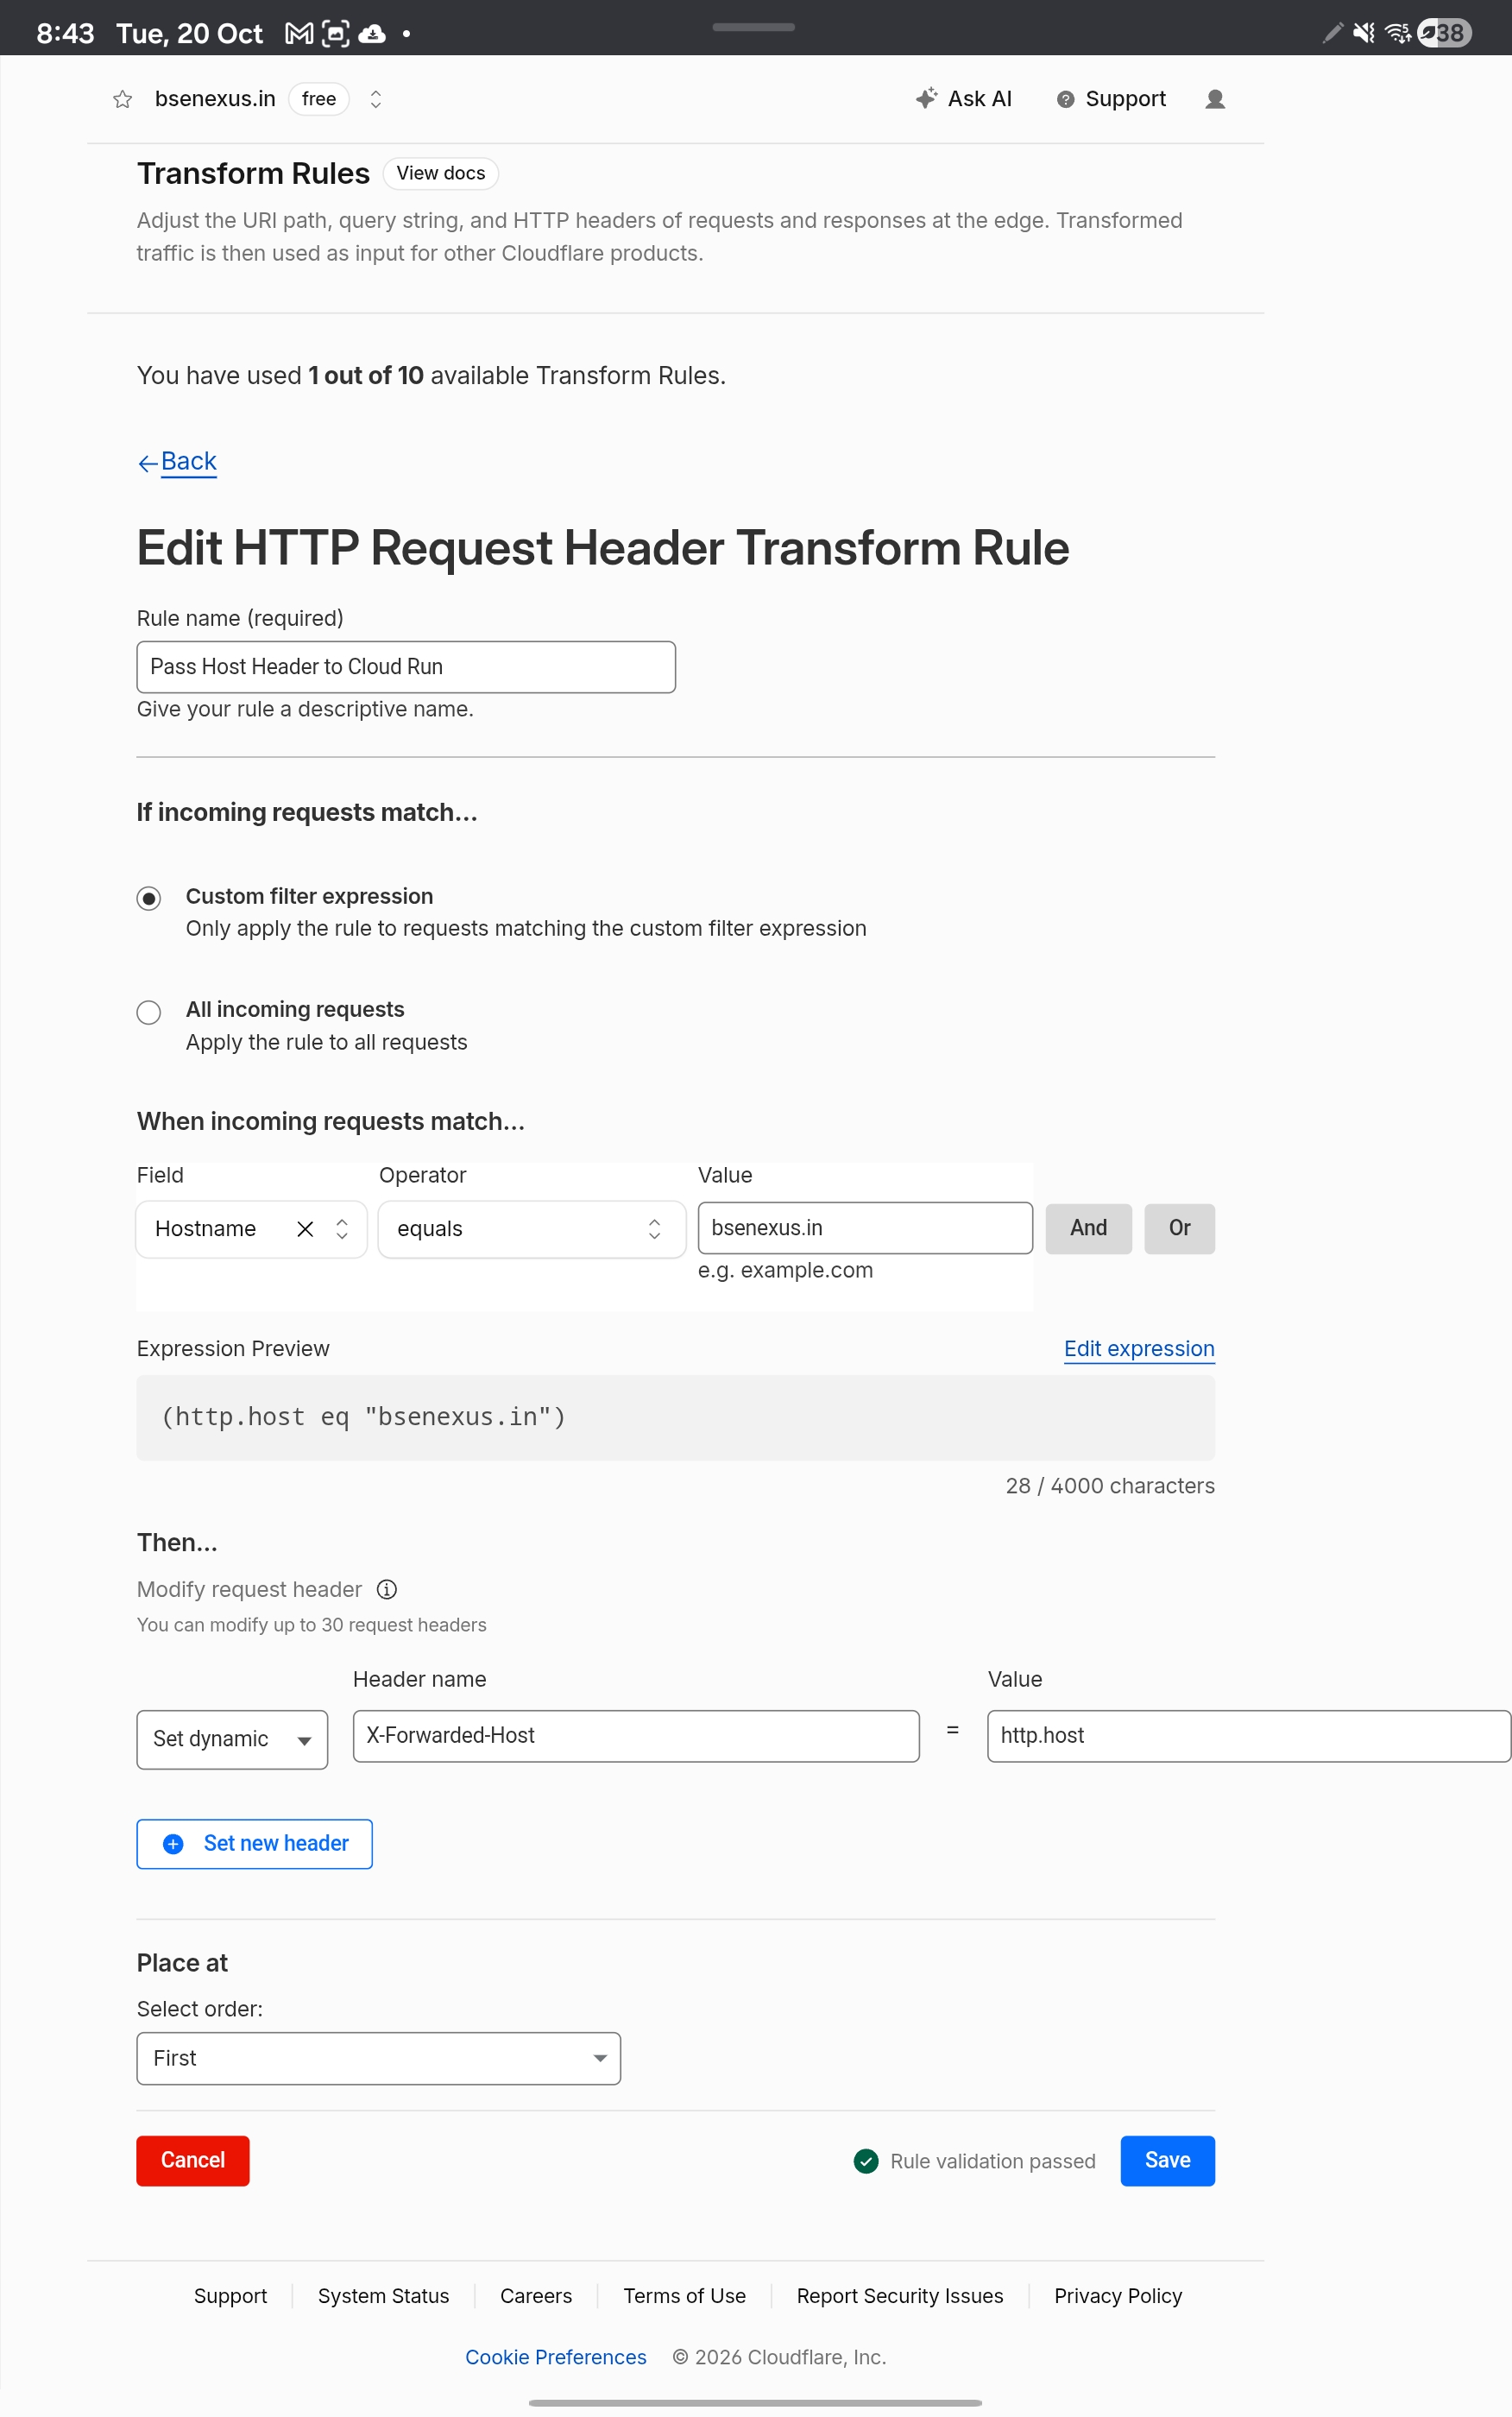 8:43 Tue, 20 Oct
38
bsenexus.in free Ask AI Support
Transform Rules View docs
Adjust the URI path, query string, and HTTP headers of requests and responses at the edge. Transformed
traffic is then used as input for other Cloudflare products.
You have used 1 out of 10 available Transform Rules.
←Back
Edit HTTP Request Header Transform Rule
Rule name (required)
Pass Host Header to Cloud Run
Give your rule a descriptive name.
If incoming requests match...
Custom filter expression
Only apply the rule to requests matching the custom filter expression
All incoming requests
Apply the rule to all requests
When incoming requests match...
Field Operator Value
Hostname equals bsenexus.in And Or
e.g. example.com
Expression Preview Edit expression
(http.host eq "bsenexus.in")
28 / 4000 characters
Then...
Modify request header
You can modify up to 30 request headers
Header name Value
Set dynamic X-Forwarded-Host = http.host
Set new header
Place at
Select order:
First
Cancel Rule validation passed Save
Support System Status Careers Terms of Use Report Security Issues Privacy Policy
Cookie Preferences © 2026 Cloudflare, Inc.